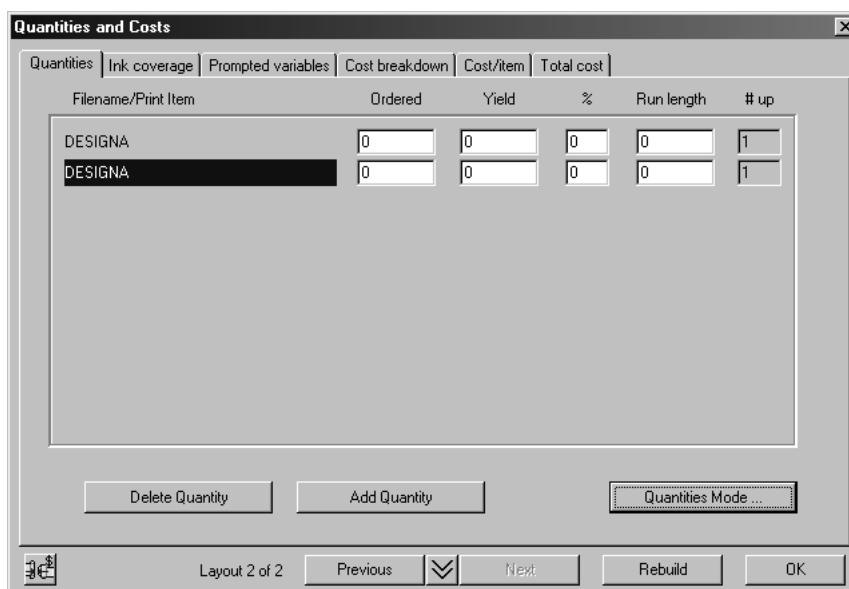 Quantities and Costs
Quantities Ink coverage Prompted variables Cost breakdown Cost/item Total cost
Filename/Print Item Ordered Yield % Run length # up
DESIGNA 0 0 0 0 1
DESIGNA 0 0 0 0 1
Delete Quantity Add Quantity Quantities Mode ...
Layout 2 of 2 Previous Next Rebuild OK